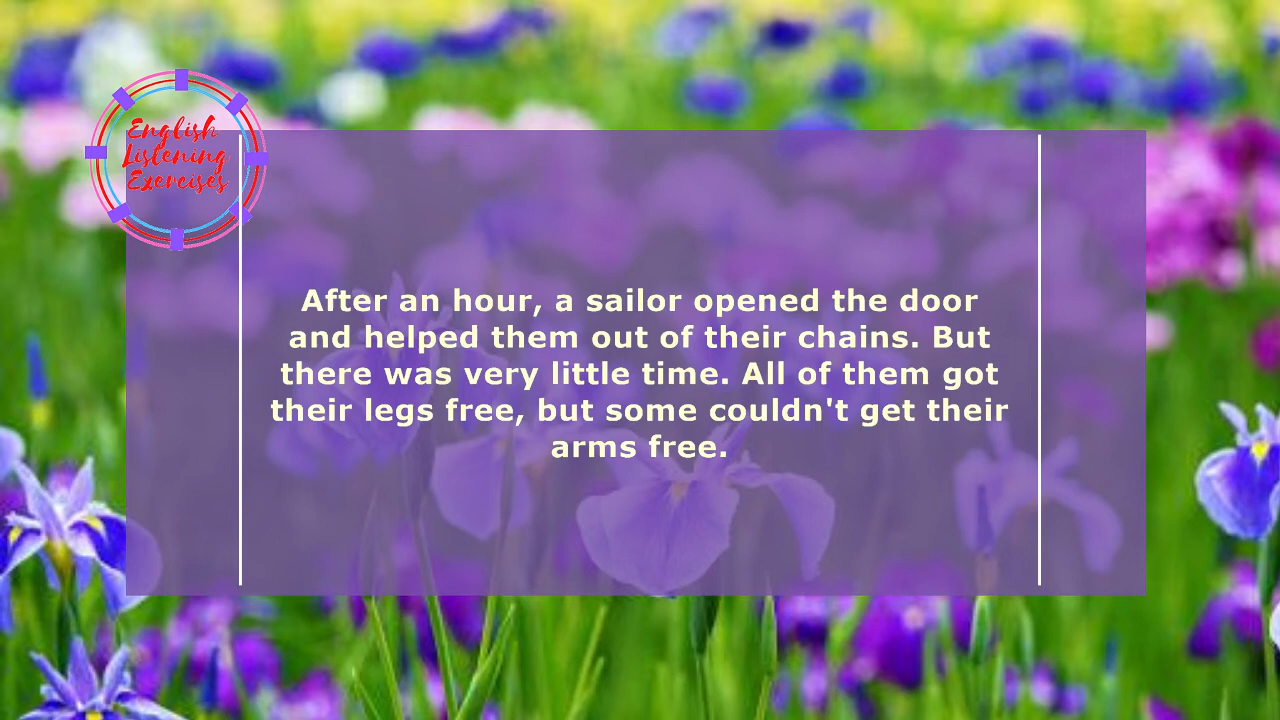 English
Listening
Exercises
After an hour, a sailor opened the door
and helped them out of their chains. But
there was very little time. All of them got
their legs free, but some couldn't get their
arms free.